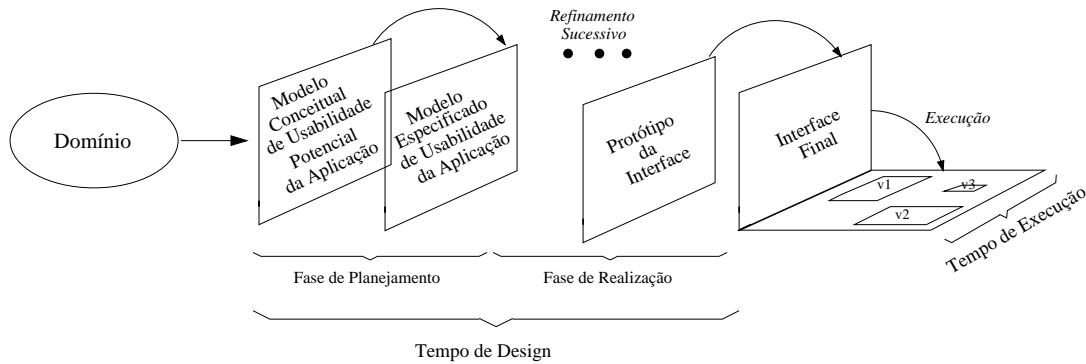 Refinamento
Sucessivo
Domínio
Modelo
Conceitual
de Usabilidade
Potencial
da Aplicação
Modelo
Especificado
de Usabilidade
da Aplicação
Protótipo
da
Interface
Interface
Final
Execução
v1
v3
v2
Tempo de Execução
Fase de Planejamento
Fase de Realização
Tempo de Design